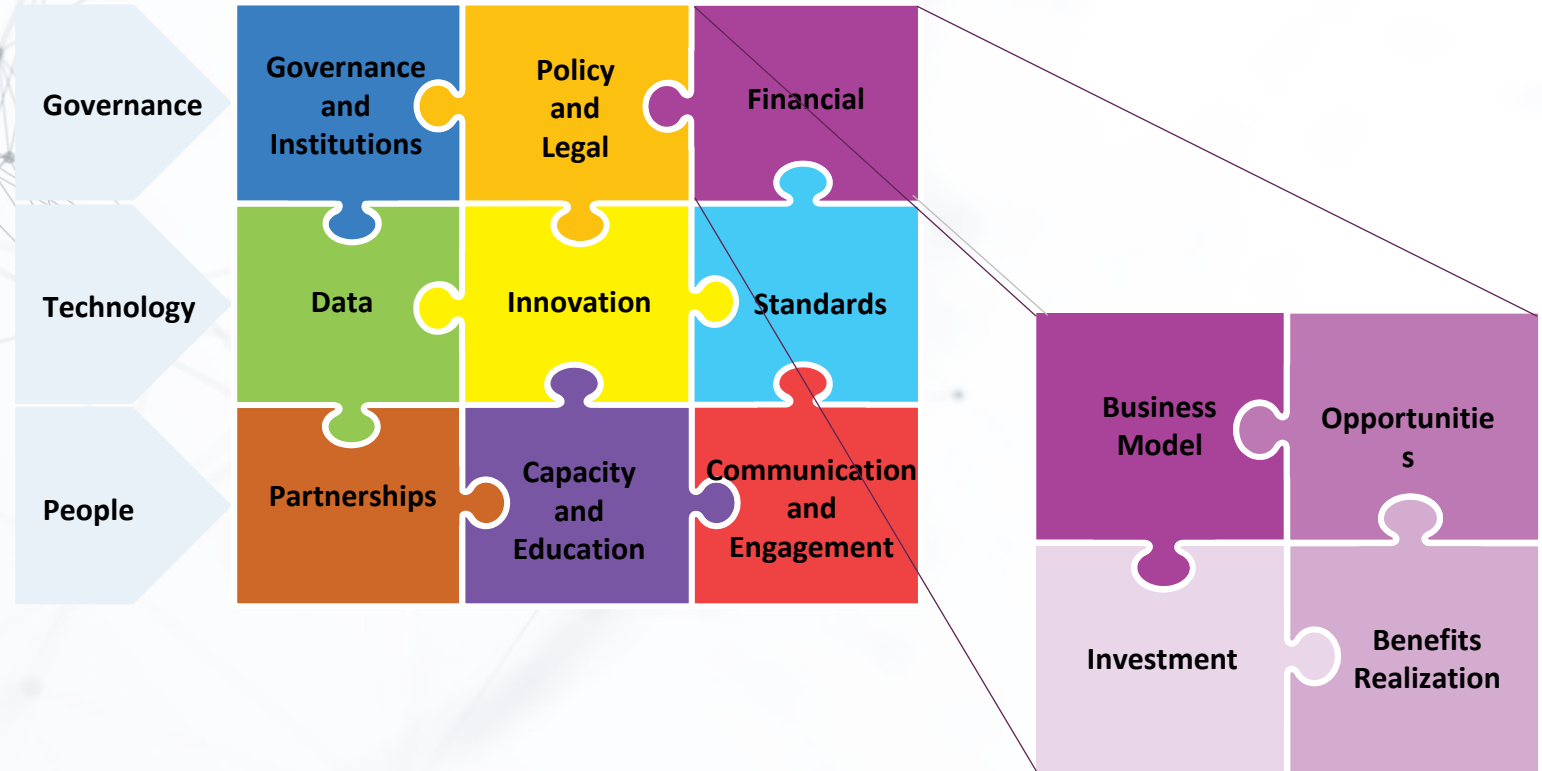 Governance
Governance
and
Institutions
Policy
and
Legal
Financial
Technology
Data
Innovation
Standards
People
Partnerships
Capacity
and
Education
Communication
and
Engagement
Business
Model
Opportunitie
s
Investment
Benefits
Realization